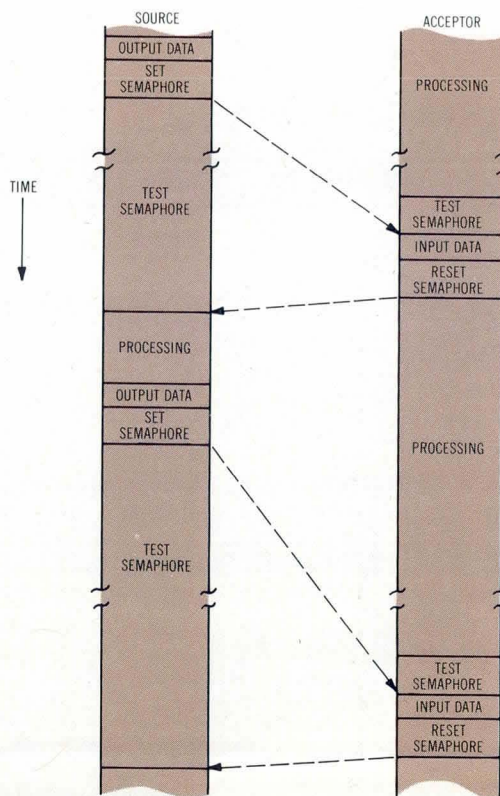 SOURCE
OUTPUT DATA
SET
SEMAPHORE
TEST
SEMAPHORE
PROCESSING
OUTPUT DATA
SET
SEMAPHORE
TEST
SEMAPHORE
TIME
ACCEPTOR
PROCESSING
TEST
SEMAPHORE
INPUT DATA
RESET
SEMAPHORE
PROCESSING
TEST
SEMAPHORE
INPUT DATA
RESET
SEMAPHORE